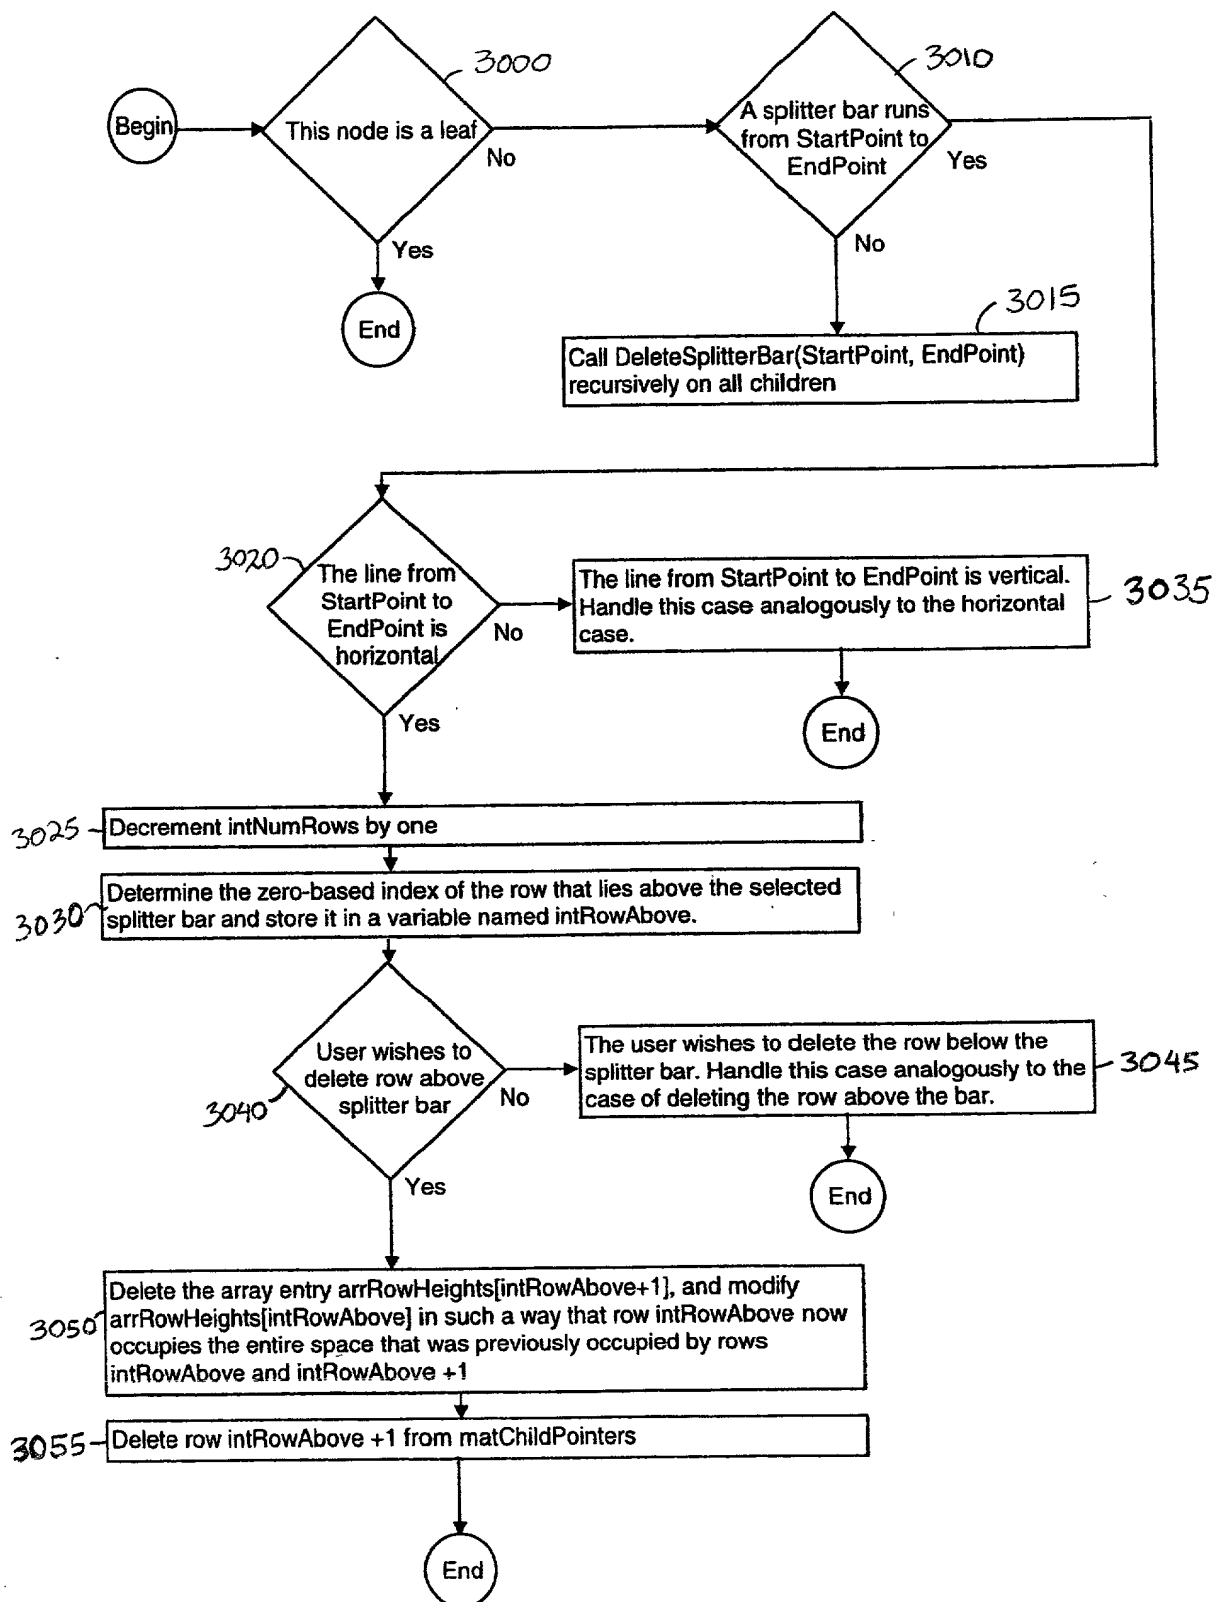 3000
3010
Begin
This node is a leaf
No
A splitter bar runs
from StartPoint to
EndPoint
Yes
Yes
No
End
3015
Call DeleteSplitterBar(StartPoint, EndPoint)
recursively on all children
3020
The line from
StartPoint to
EndPoint is
horizontal
No
The line from StartPoint to EndPoint is vertical.
Handle this case analogously to the horizontal
case.
3035
Yes
End
3025
Decrement intNumRows by one
3030
Determine the zero-based index of the row that lies above the selected
splitter bar and store it in a variable named intRowAbove.
User wishes to
delete row above
splitter bar
3040
No
The user wishes to delete the row below the
splitter bar. Handle this case analogously to the
case of deleting the row above the bar.
3045
Yes
End
3050
Delete the array entry arrRowHeights[intRowAbove+1], and modify
arrRowHeights[intRowAbove] in such a way that row intRowAbove now
occupies the entire space that was previously occupied by rows
intRowAbove and intRowAbove +1
3055
Delete row intRowAbove +1 from matChildPointers
End